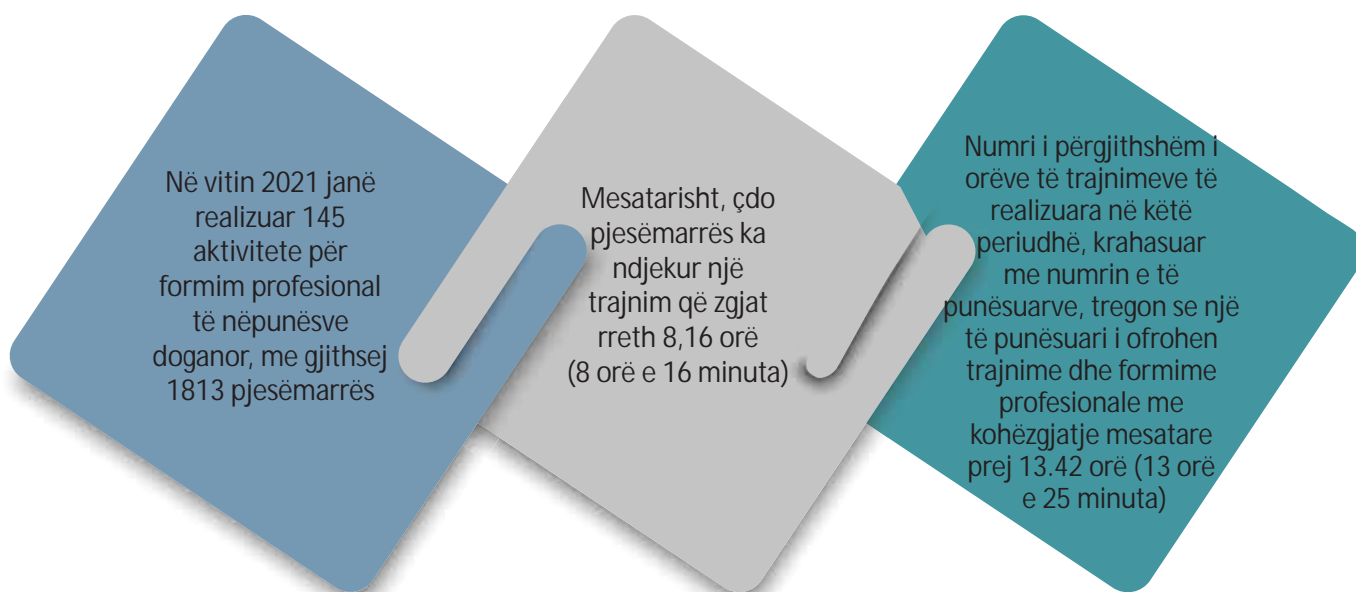 Në vitin 2021 janë
realizuar 145
aktivitete për
formim profesional
të nëpunësve
doganor, me gjithsej
1813 pjesëmarrës
Mesatarisht, çdo
pjesëmarrës ka
ndjekur një
trajnim që zgjat
rreth 8,16 orë
(8 orë e 16 minuta)
Numri i përgjithshëm i
orëve të trajnimeve të
realizuara në këtë
periudhë, krahasuar
me numrin e të
punësuarve, tregon se një
të punësuari i ofrohen
trajnime dhe formime
profesionale me
kohëzgjatje mesatare
prej 13.42 orë (13 orë
e 25 minuta)